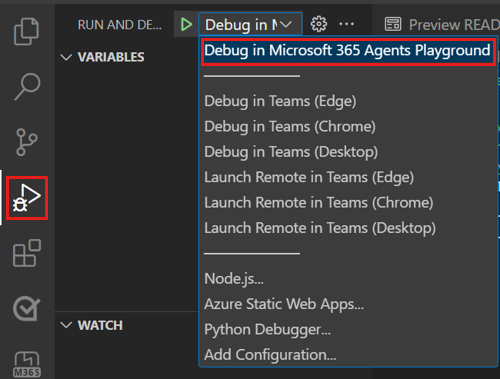 RUN AND DE...
Debug in M
Preview READ
Debug in Microsoft 365 Agents Playground
VARIABLES
Debug in Teams (Edge)
Debug in Teams (Chrome)
Debug in Teams (Desktop)
Launch Remote in Teams (Edge)
Launch Remote in Teams (Chrome)
Launch Remote in Teams (Desktop)
Node.js...
Azure Static Web Apps...
WATCH
Python Debugger...
Add Configuration...
M365